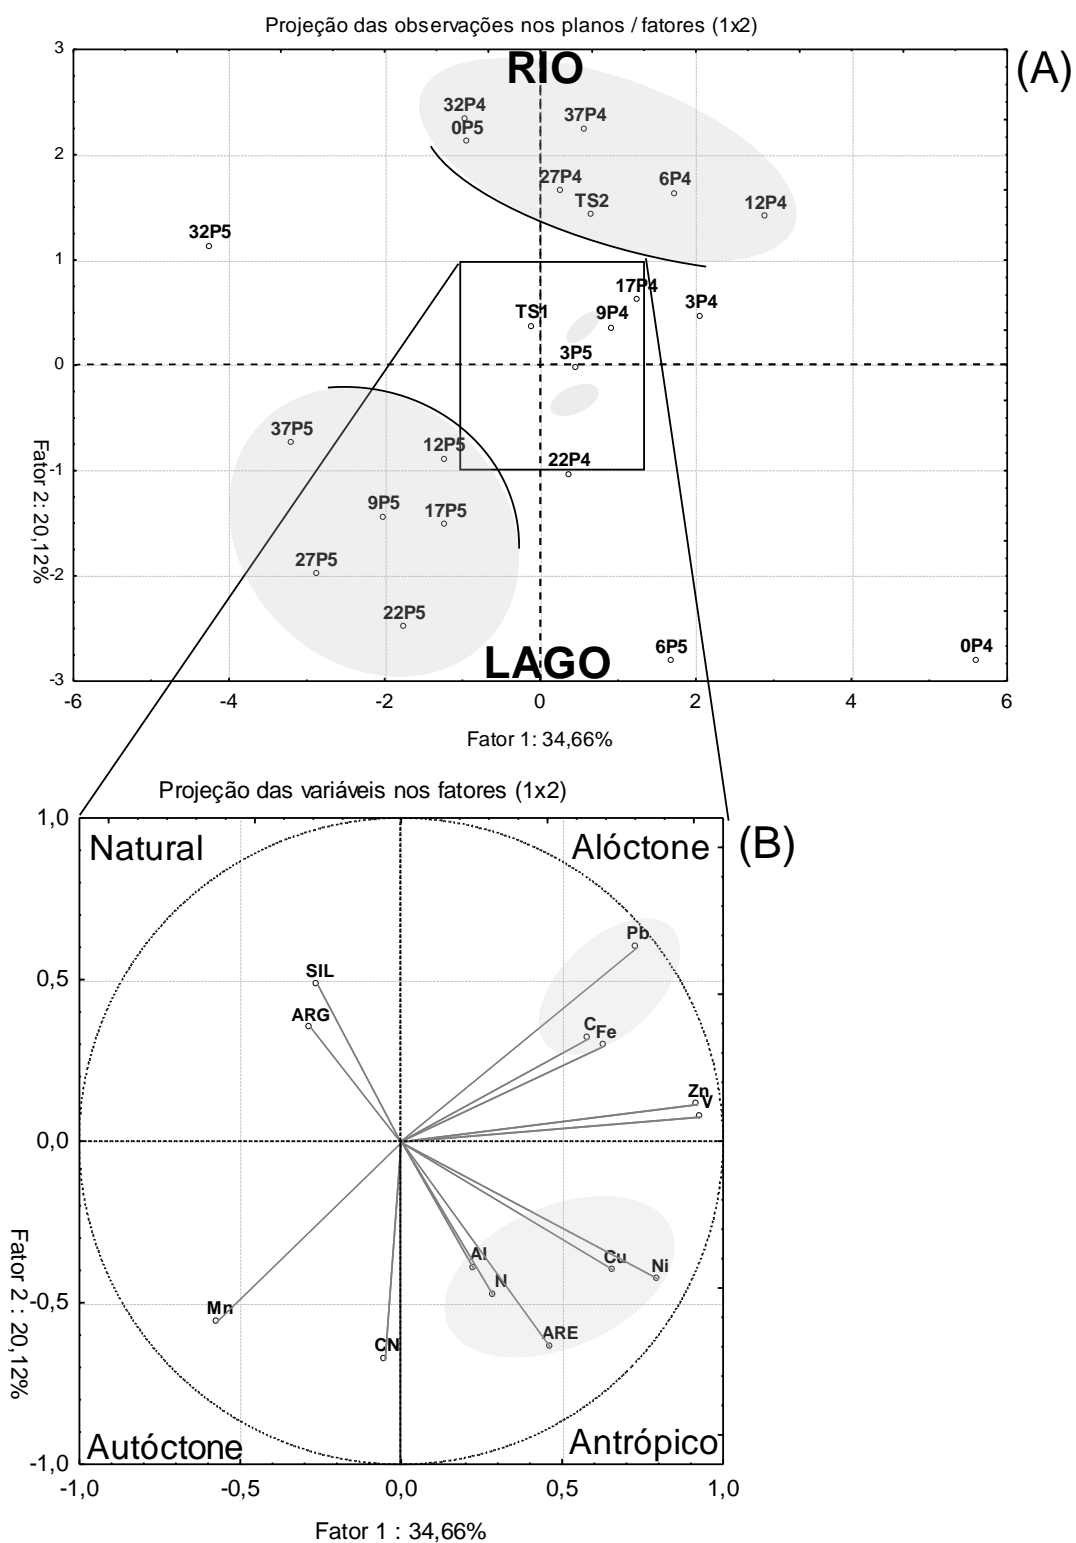 Projeção das observações nos planos / fatores (1x2)
(A)
3
RIO
32P4
37P4
0P5
2
27P4
6P4
TS2
12P4
32P5
1
17P4
3P4
TS1
9P4
3P5
0
37P5
12P5
22P4
-1
9P5
17P5
27P5
-2
22P5
6P5
0P4
LAGO
-3
-6
-4
-2
0
2
4
6
Fator 2: 20,12%
Fator 1: 34,66%
Projeção das variáveis nos fatores (1x2)
(B)
1,0
Natural
Alóctone
Pb
SIL
0,5
ARG
C
Fe
Zn
V
0,0
Al
Cu
Ni
N
-0,5
Mn
ARE
CN
Autóctone
Antrópico
-1,0
-1,0
-0,5
0,0
0,5
1,0
Fator 2 : 20,12%
Fator 1 : 34,66%